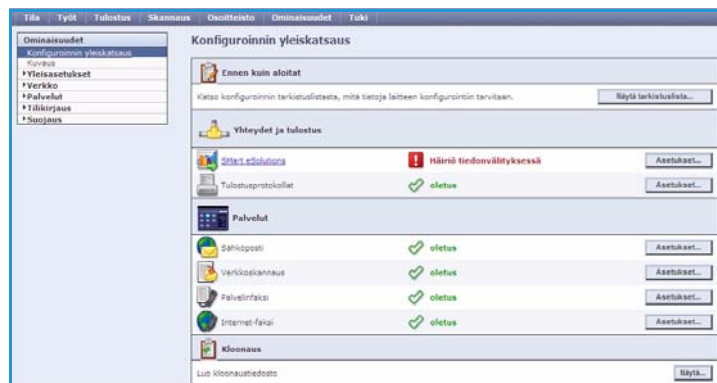 Tila Työt Tulostus Skannaus Osoitteisto Ominaisuudet Tuki
Ominaisuudet
Konfiguroinnin yleiskatsaus
Kuvaus
Yleisasetukset
Verkko
Palvelut
Tilikirjaus
Suojaus
Konfiguroinnin yleiskatsaus
Ennen kuin aloitat
Katso konfiguroinnin tarkistuslistasta, mitä tietoja laitteen konfigurointiin tarvitaan. Näytä tarkistuslista...
Yhteydet ja tulostus
SMart eSolutions Häiriö tiedonvälityksessä Asetukset...
Tulostusprotokollat oletus Asetukset...
Palvelut
Sähköposti oletus Asetukset...
Verkkoskannaus oletus Asetukset...
Palvelinfaksi oletus Asetukset...
Internet-faksi oletus Asetukset...
Kloonaus
Luo kloonaustiedosto Näytä...